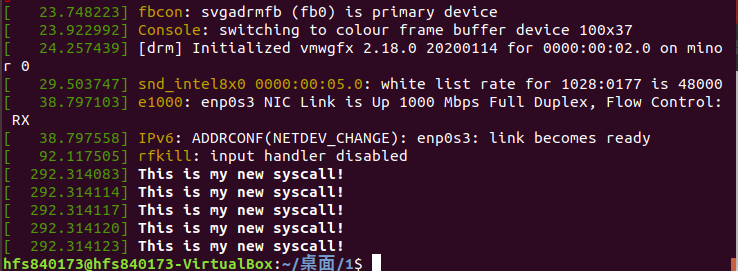 [   23.748223] fbcon: svgadrmfb (fb0) is primary device
[   23.922992] Console: switching to colour frame buffer device 100x37
[   24.257439] [drm] Initialized vmwgfx 2.18.0 20200114 for 0000:00:02.0 on mino
r 0
[   29.503747] snd_intel8x0 0000:00:05.0: white list rate for 1028:0177 is 48000
[   38.797103] e1000: enp0s3 NIC Link is Up 1000 Mbps Full Duplex, Flow Control:
 RX
[   38.797558] IPv6: ADDRCONF(NETDEV_CHANGE): enp0s3: link becomes ready
[   92.117505] rfkill: input handler disabled
[  292.314083] This is my new syscall!
[  292.314114] This is my new syscall!
[  292.314117] This is my new syscall!
[  292.314120] This is my new syscall!
[  292.314123] This is my new syscall!
hfs840173@hfs840173-VirtualBox:~/桌面/1$